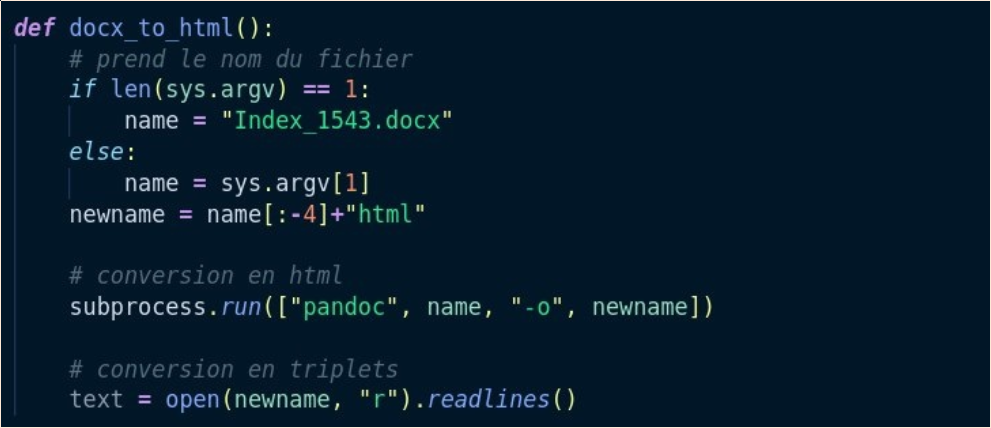 def docx_to_html():
    # prend le nom du fichier
    if len(sys.argv) == 1:
        name = "Index_1543.docx"
    else:
        name = sys.argv[1]
    newname = name[:-4]+"html"
    # conversion en html
    subprocess.run(["pandoc", name, "-o", newname])
    # conversion en triplets
    text = open(newname, "r").readlines()